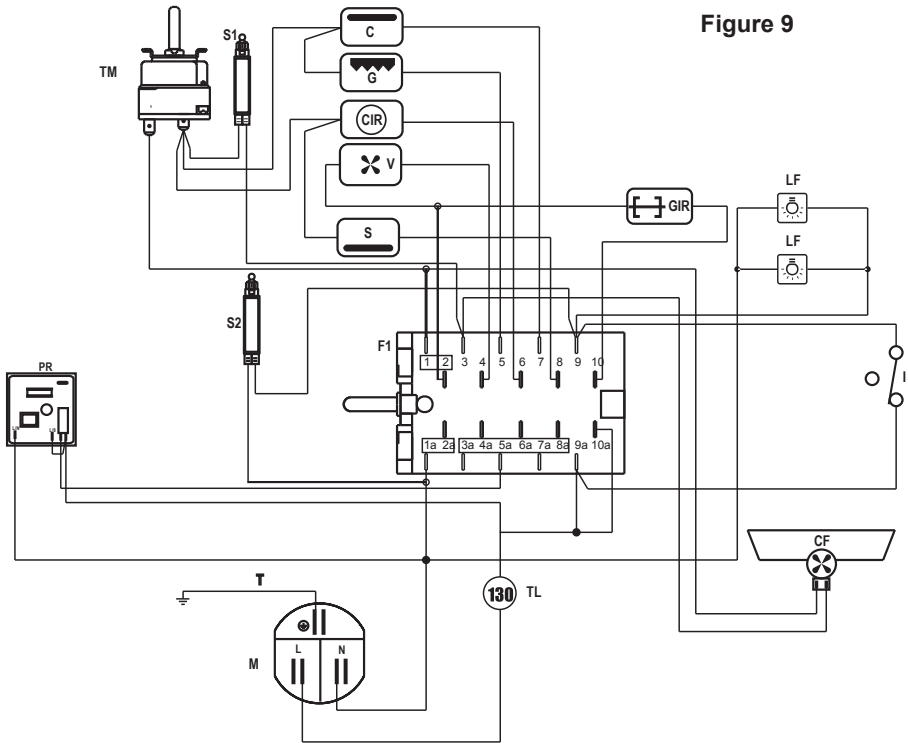 Figure 9
S1
C
TM
G
CIR
V
LF
GIR
S
LF
S2
F1
1 2 3 4 5 6 7 8 9 10
PR
I
1a 2a 3a 4a 5a 6a 7a 8a 9a 10a
CF
T
130 TL
L N
M